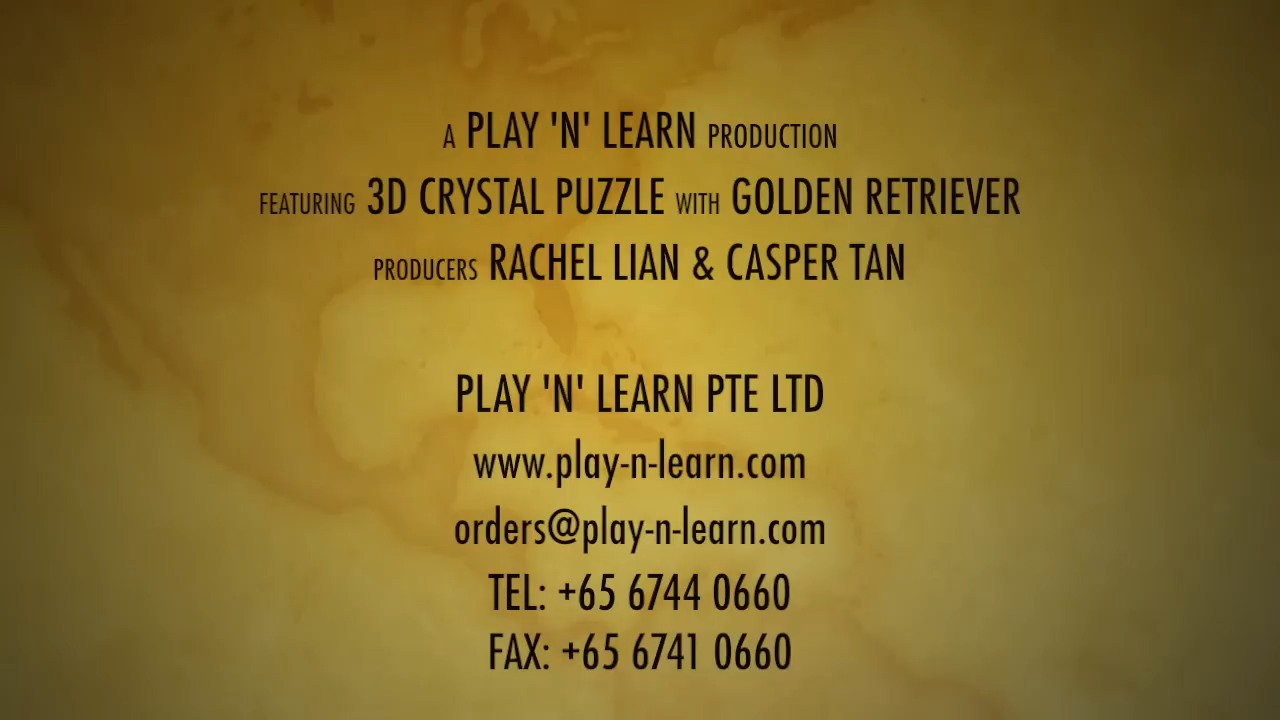 A PLAY 'N' LEARN PRODUCTION
FEATURING 3D CRYSTAL PUZZLE WITH GOLDEN RETRIEVER
PRODUCERS RACHEL LIAN & CASPER TAN
PLAY 'N' LEARN PTE LTD
www.play-n-learn.com
orders@play-n-learn.com
TEL: +65 6744 0660
FAX: +65 6741 0660